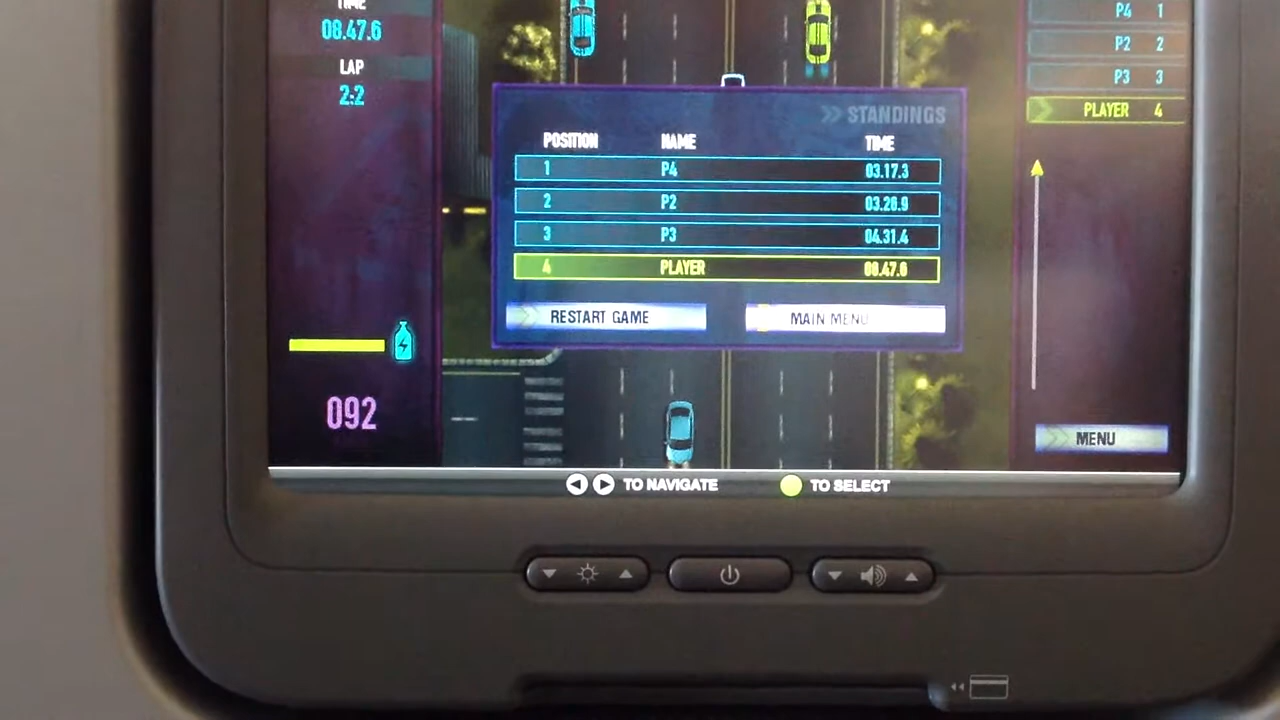 TIME
08.47.6
LAP
2:2
092
STANDINGS
POSITION NAME TIME
1 P4 03.17.3
2 P2 03.26.9
3 P3 04.31.4
4 PLAYER 08.47.6
RESTART GAME MAIN MENU
P4 1
P2 2
P3 3
PLAYER 4
MENU
TO NAVIGATE TO SELECT